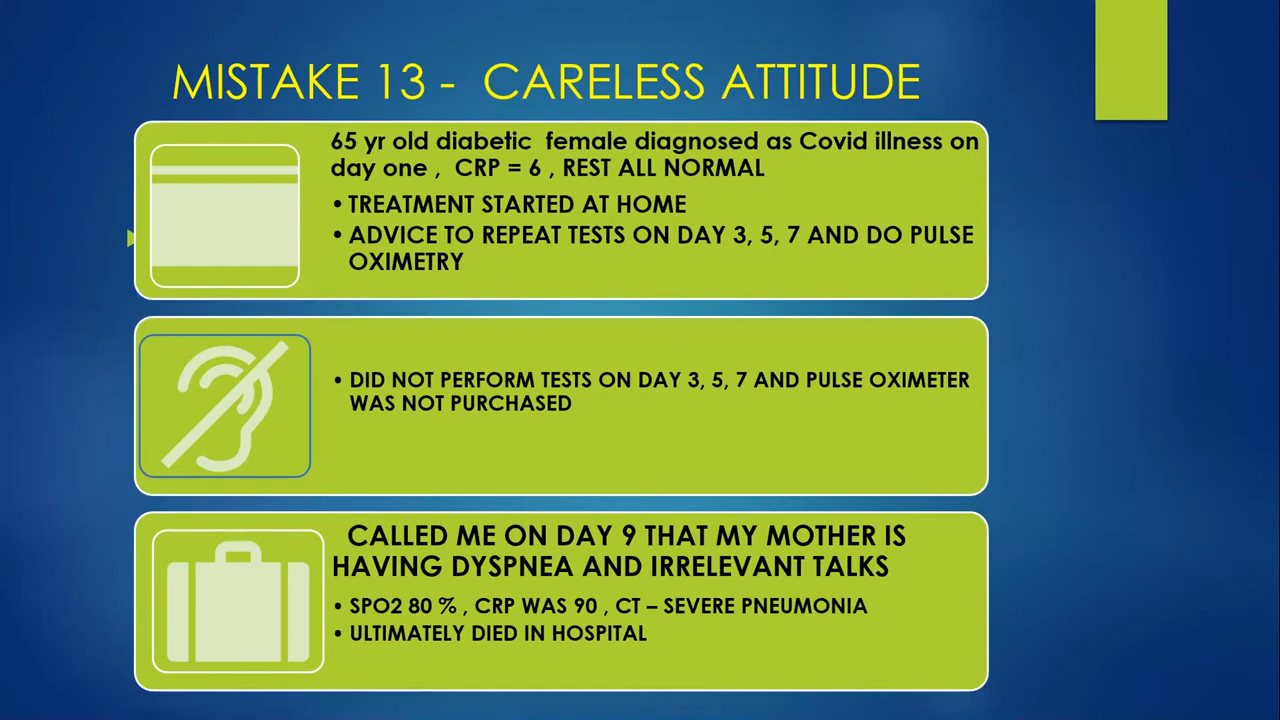 MISTAKE 13 - CARELESS ATTITUDE
65 yr old diabetic female diagnosed as Covid illness on
day one , CRP = 6 , REST ALL NORMAL
• TREATMENT STARTED AT HOME
• ADVICE TO REPEAT TESTS ON DAY 3, 5, 7 AND DO PULSE
OXIMETRY
• DID NOT PERFORM TESTS ON DAY 3, 5, 7 AND PULSE OXIMETER
WAS NOT PURCHASED
CALLED ME ON DAY 9 THAT MY MOTHER IS
HAVING DYSPNEA AND IRRELEVANT TALKS
• SPO2 80 % , CRP WAS 90 , CT – SEVERE PNEUMONIA
• ULTIMATELY DIED IN HOSPITAL